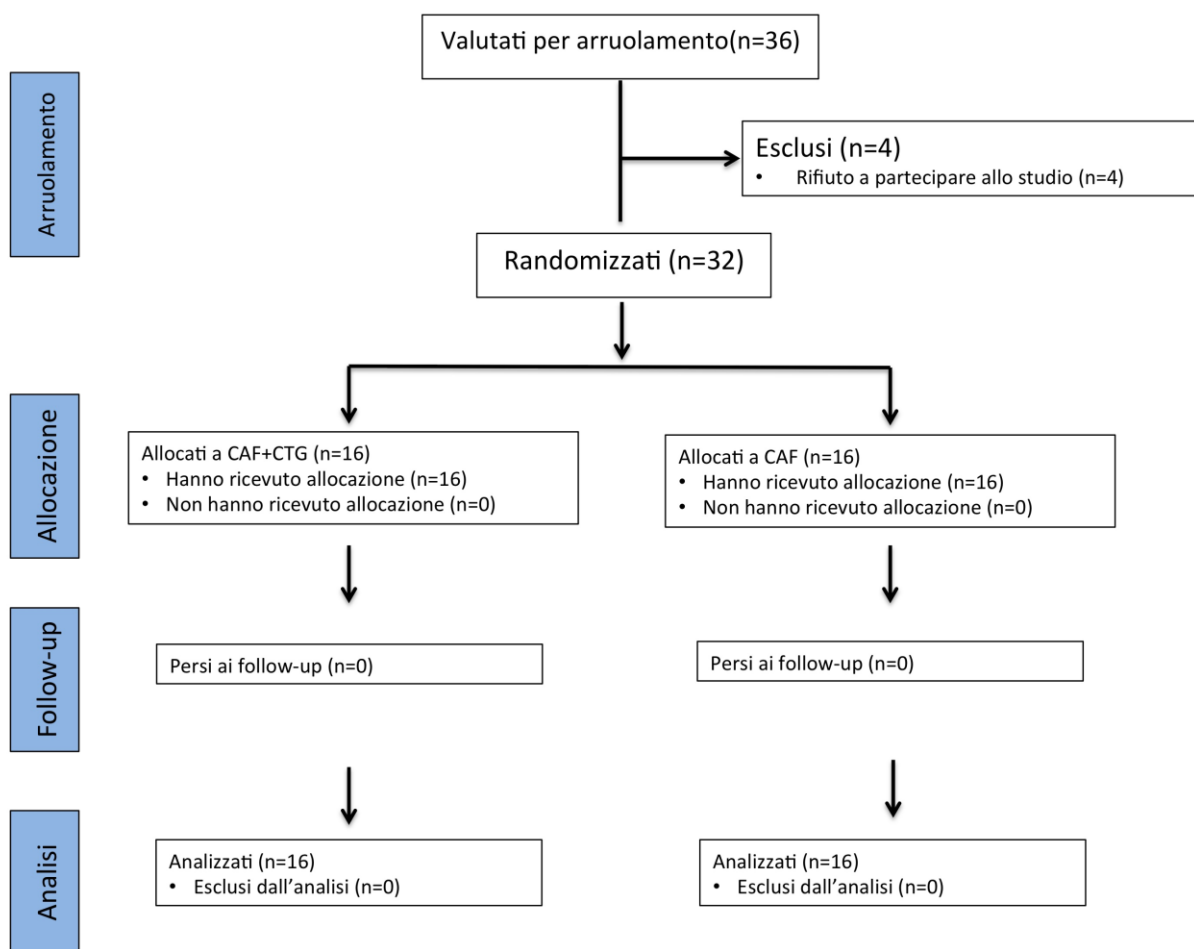 Valutati per arruolamento(n=36)
Arruolamento
Esclusi (n=4)
• Rifiuto a partecipare allo studio (n=4)
Randomizzati (n=32)
Allocazione
Allocati a CAF+CTG (n=16)
• Hanno ricevuto allocazione (n=16)
• Non hanno ricevuto allocazione (n=0)
Allocati a CAF (n=16)
• Hanno ricevuto allocazione (n=16)
• Non hanno ricevuto allocazione (n=0)
Follow-up
Persi ai follow-up (n=0)
Persi ai follow-up (n=0)
Analisi
Analizzati (n=16)
• Esclusi dall’analisi (n=0)
Analizzati (n=16)
• Esclusi dall’analisi (n=0)